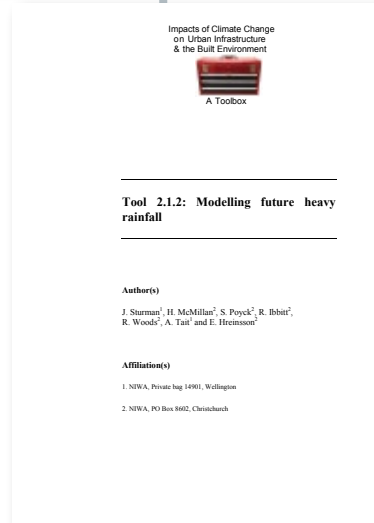 Impacts of Climate Change
on Urban Infrastructure
& the Built Environment
A Toolbox
Tool 2.1.2: Modelling future heavy
rainfall
Author(s)
J. Sturman¹, H. McMillan², S. Poyck², R. Ibbitt²,
R. Woods², A. Tait¹ and E. Hreinsson²
Affiliation(s)
1. NIWA, Private bag 14901, Wellington
2. NIWA, PO Box 8602, Christchurch